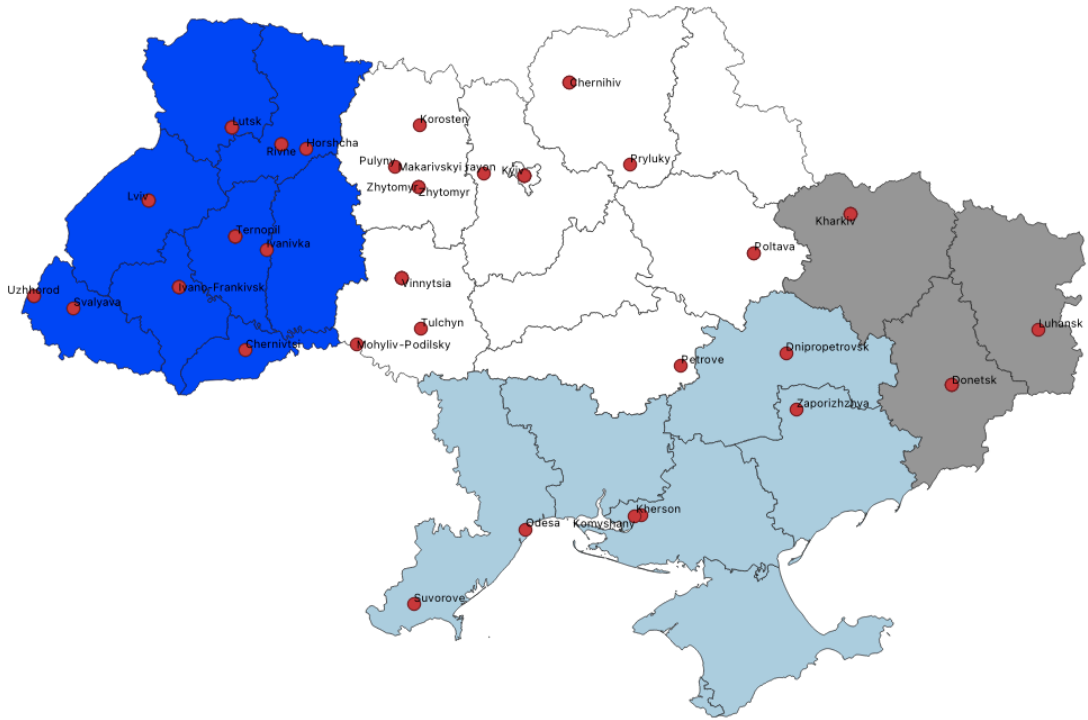 Chernihiv
Korosten
Lutsk
Rivne
Horshcha
Pulyny
Makarivskyi rayon
Kyiv
Pryluky
Zhytomyr
Zhytomyr
Lviv
Kharkiv
Ternopil
Ivanivka
Poltava
Vinnytsia
Uzhhorod
Ivano-Frankivsk
Svalyava
Tulchyn
Luhansk
Chernivtsi
Mohyliv-Podilsky
Dnipropetrovsk
Petrove
Donetsk
Zaporizhzhya
Kherson
Odesa
Komyshany
Suvorove